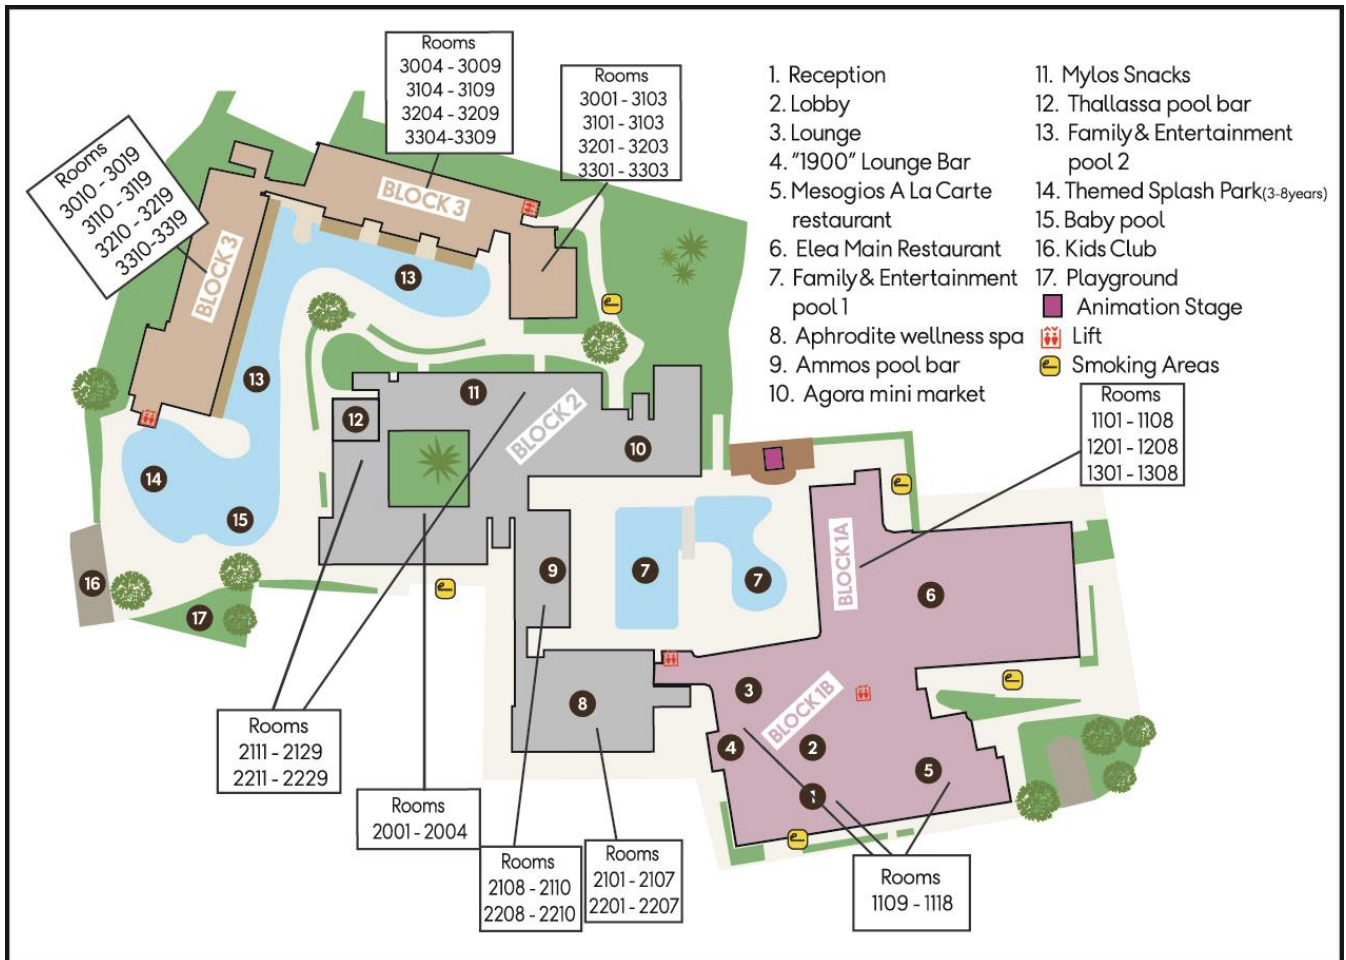 Rooms
3004 - 3009
3104 - 3109
3204 - 3209
3304-3309
Rooms
3001 - 3103
3101 - 3103
3201 - 3203
3301 - 3303
Rooms
3010 - 3019
3110 - 3119
3210 - 3219
3310-3319
BLOCK 3
BLOCK 3
13
13
12
11
10
BLOCK 2
14
15
16
17
9
8
7
7
BLOCK 1A
6
3
BLOCK 1B
4
2
1
5
1. Reception
2. Lobby
3. Lounge
4. "1900" Lounge Bar
5. Mesogios A La Carte
restaurant
6. Elea Main Restaurant
7. Family & Entertainment
pool 1
8. Aphrodite wellness spa
9. Ammos pool bar
10. Agora mini market
11. Mylos Snacks
12. Thallassa pool bar
13. Family & Entertainment
pool 2
14. Themed Splash Park(3-8years)
15. Baby pool
16. Kids Club
17. Playground
Animation Stage
Lift
Smoking Areas
Rooms
1101 - 1108
1201 - 1208
1301 - 1308
Rooms
2111 - 2129
2211 - 2229
Rooms
2001 - 2004
Rooms
2108 - 2110
2208 - 2210
Rooms
2101 - 2107
2201 - 2207
Rooms
1109 - 1118